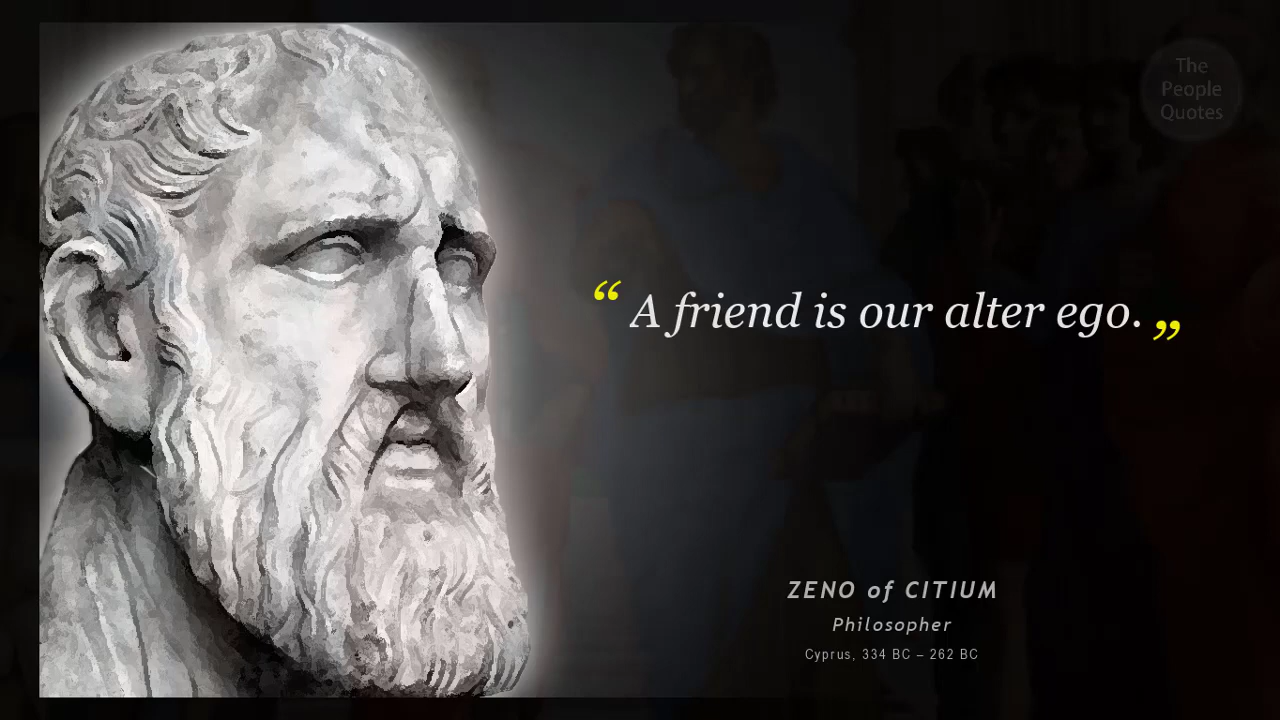 The
People
Quotes
“ A friend is our alter ego. „
ZENO of CITIUM
Philosopher
Cyprus, 334 BC – 262 BC